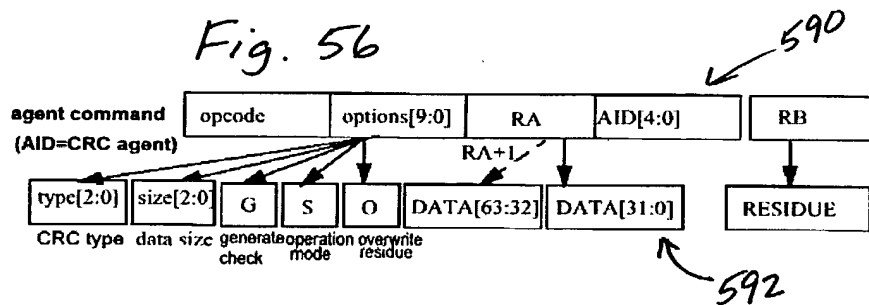 Fig. 56
590
agent command
(AID=CRC agent)
opcode
options[9:0]
RA
AID[4:0]
RB
RA+1
type[2:0]
size[2:0]
G
S
O
DATA[63:32]
DATA[31:0]
RESIDUE
CRC type
data size
generate
check
operation
mode
overwrite
residue
592